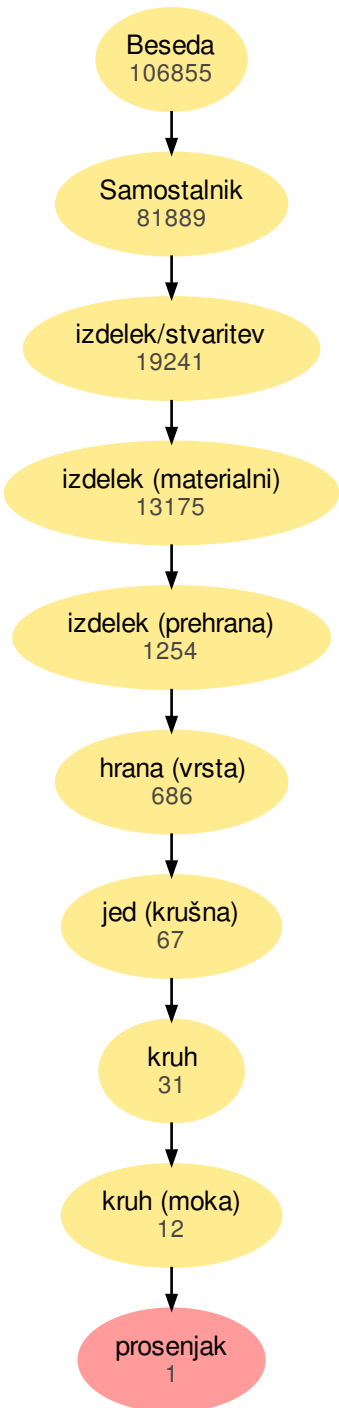 Beseda
106855
Samostalnik
81889
izdelek/stvaritev
19241
izdelek (materialni)
13175
izdelek (prehrana)
1254
hrana (vrsta)
686
jed (krušna)
67
kruh
31
kruh (moka)
12
prosenjak
1